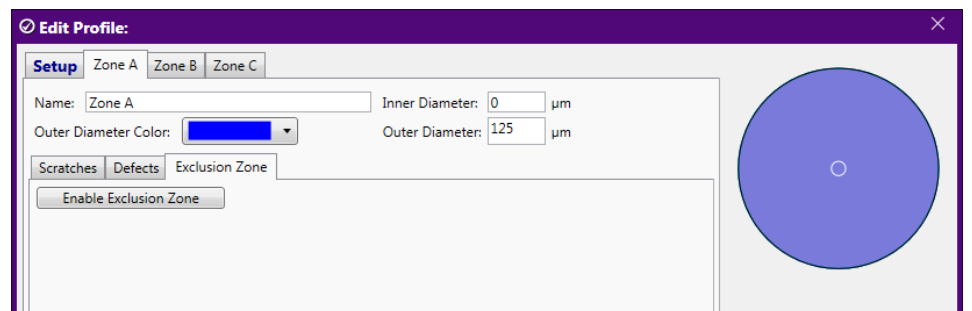 Edit Profile:
Setup Zone A Zone B Zone C
Name: Zone A Inner Diameter: 0 µm
Outer Diameter Color: Outer Diameter: 125 µm
Scratches Defects Exclusion Zone
Enable Exclusion Zone